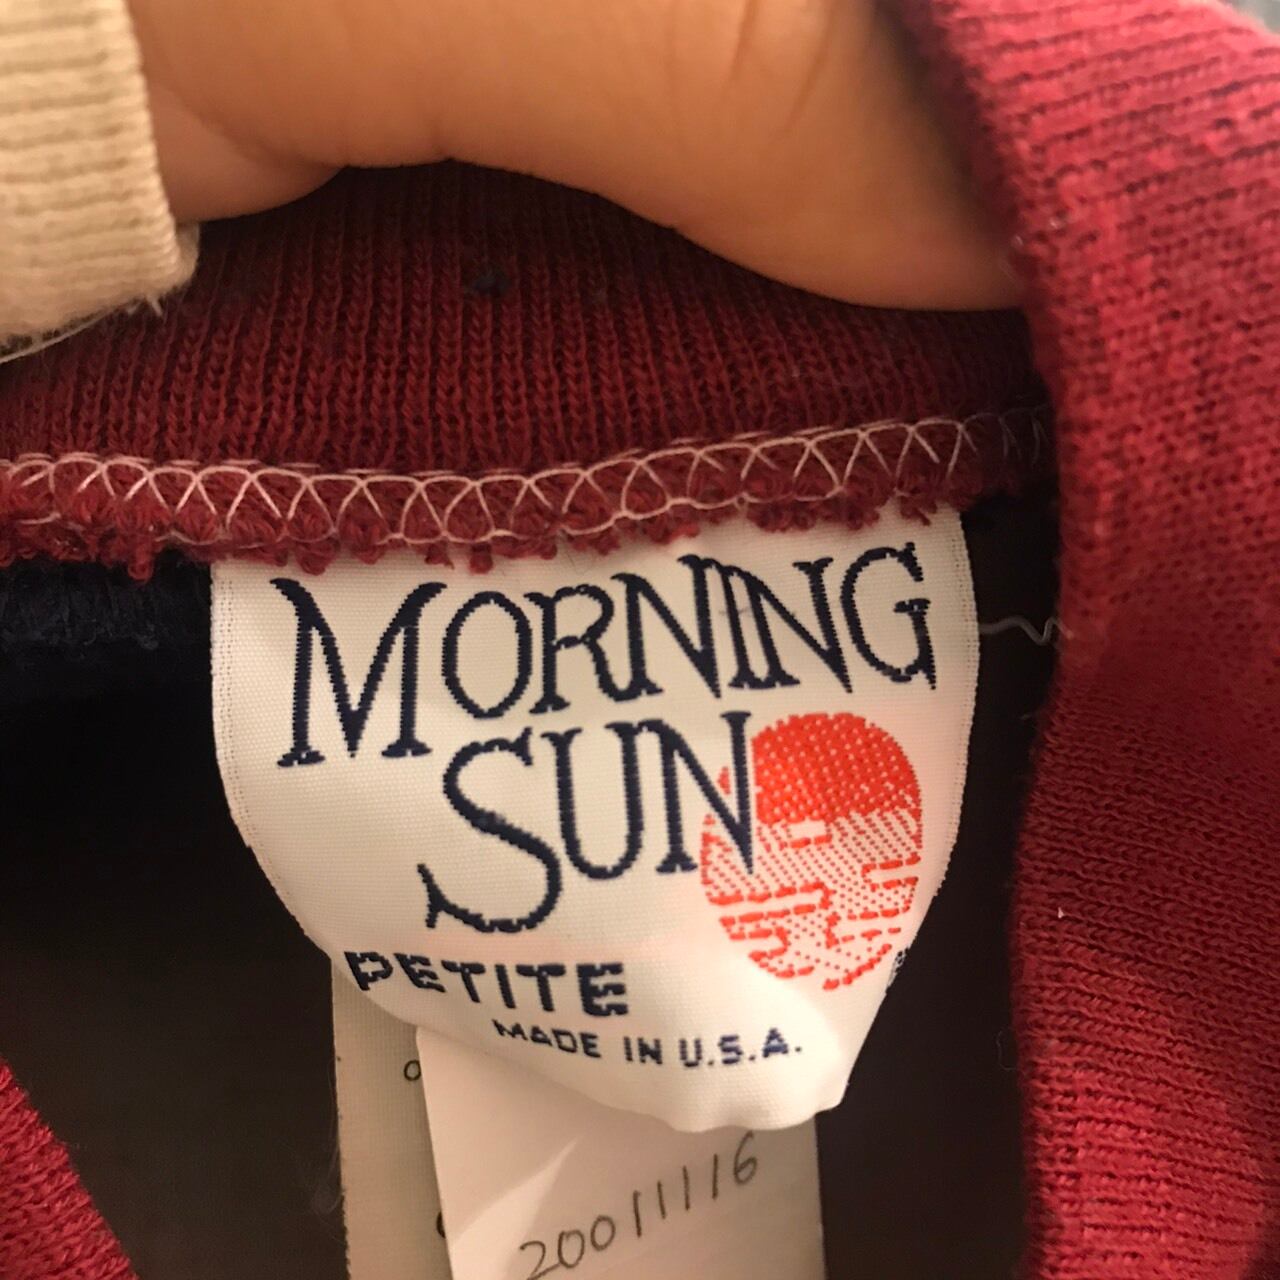 MORNING
SUN
PETITE
MADE IN U.S.A.
20011116